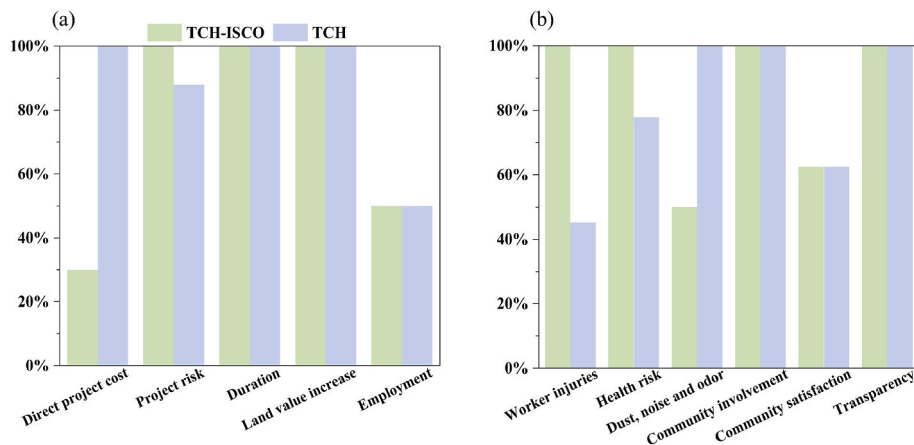 (a)
TCH-ISCO
TCH
100%
80%
60%
40%
20%
0%
Direct project cost
Project risk
Duration
Land value increase
Employment
(b)
100%
80%
60%
40%
20%
0%
Worker injuries
Health risk
Dust, noise and odor
Community involvement
Community satisfaction
Transparency